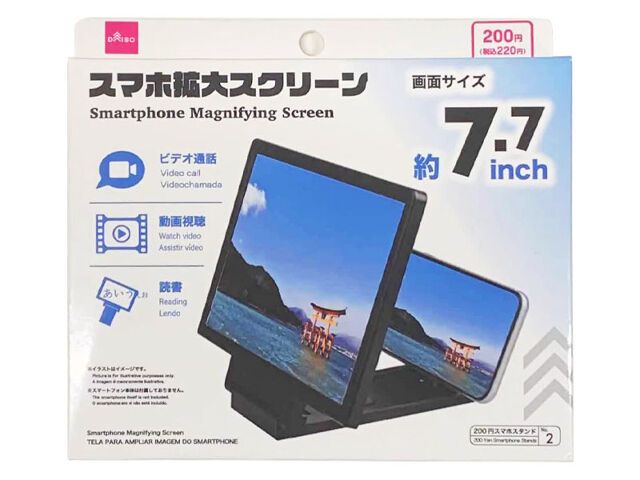 DAISO
200円
(税込220円)
スマホ拡大スクリーン
Smartphone Magnifying Screen
画面サイズ
約7.7inch
ビデオ通話
Video call
Videochamada
動画視聴
Watch video
Assistir vídeo
あいうえお
読書
Reading
Lendo
※イラストはイメージです。
Picture is for illustrative purposes only.
A imagem é meramente ilustrativa.
※スマートフォン本体は付属しておりません。
The smartphone itself is not included.
O smartphone em si não está incluído.
Smartphone Magnifying Screen
TELA PARA AMPLIAR IMAGEM DO SMARTPHONE
200円スマホスタンド
200 Yen Smartphone Stands
No.
2